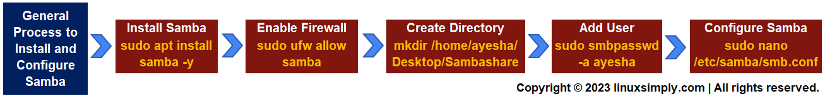 General
Process to
Install and
Configure
Samba
Install Samba
sudo apt install
samba -y
Enable Firewall
sudo ufw allow
samba
Create Directory
mkdir /home/ayesha/
Desktop/Sambashare
Add User
sudo smbpasswd
-a ayesha
Configure Samba
sudo nano
/etc/samba/smb.conf
Copyright © 2023 linuxsimply.com | All rights reserved.